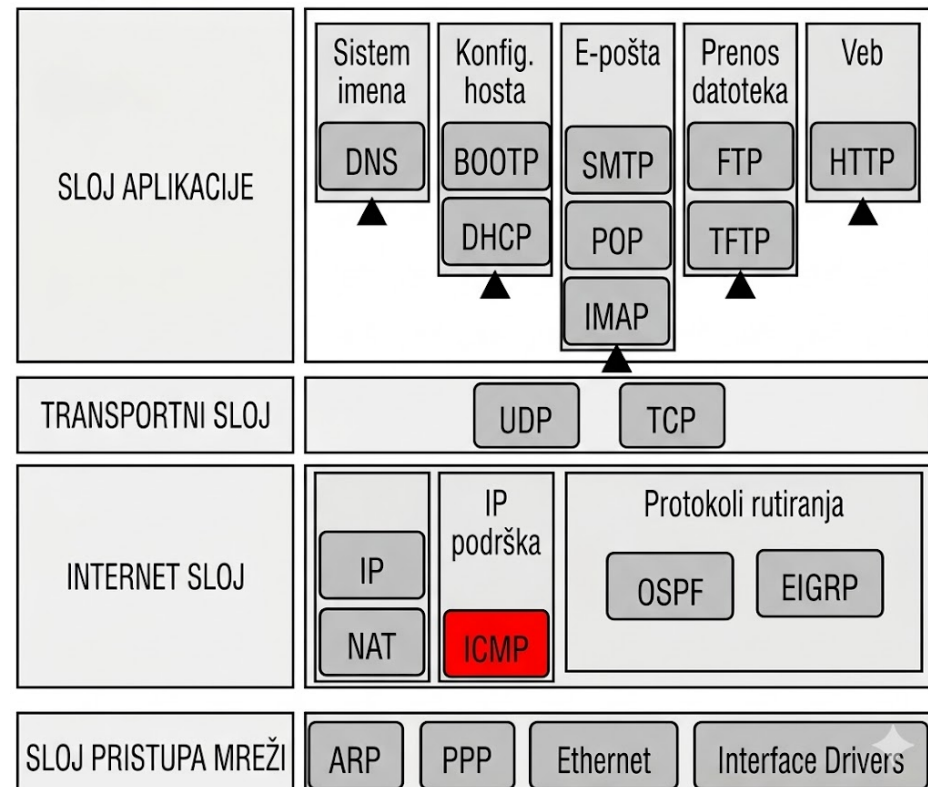 SLOJ APLIKACIJE
Sistem
imena
DNS
Konfig.
hosta
BOOTP
DHCP
E-pošta
SMTP
POP
IMAP
Prenos
datoteka
FTP
TFTP
Veb
HTTP
TRANSPORTNI SLOJ
UDP
TCP
INTERNET SLOJ
IP
NAT
IP
podrška
ICMP
Protokoli rutiranja
OSPF
EIGRP
SLOJ PRISTUPA MREŽI
ARP
PPP
Ethernet
Interface Drivers